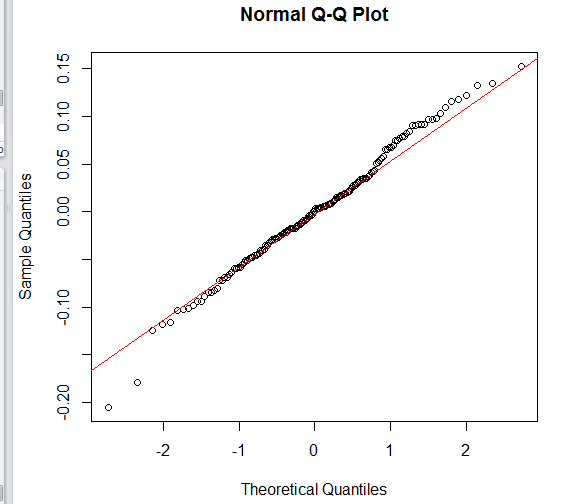 Normal Q-Q Plot
Sample Quantiles
0.15
0.10
0.05
0.00
-0.10
-0.20
-2 -1 0 1 2
Theoretical Quantiles